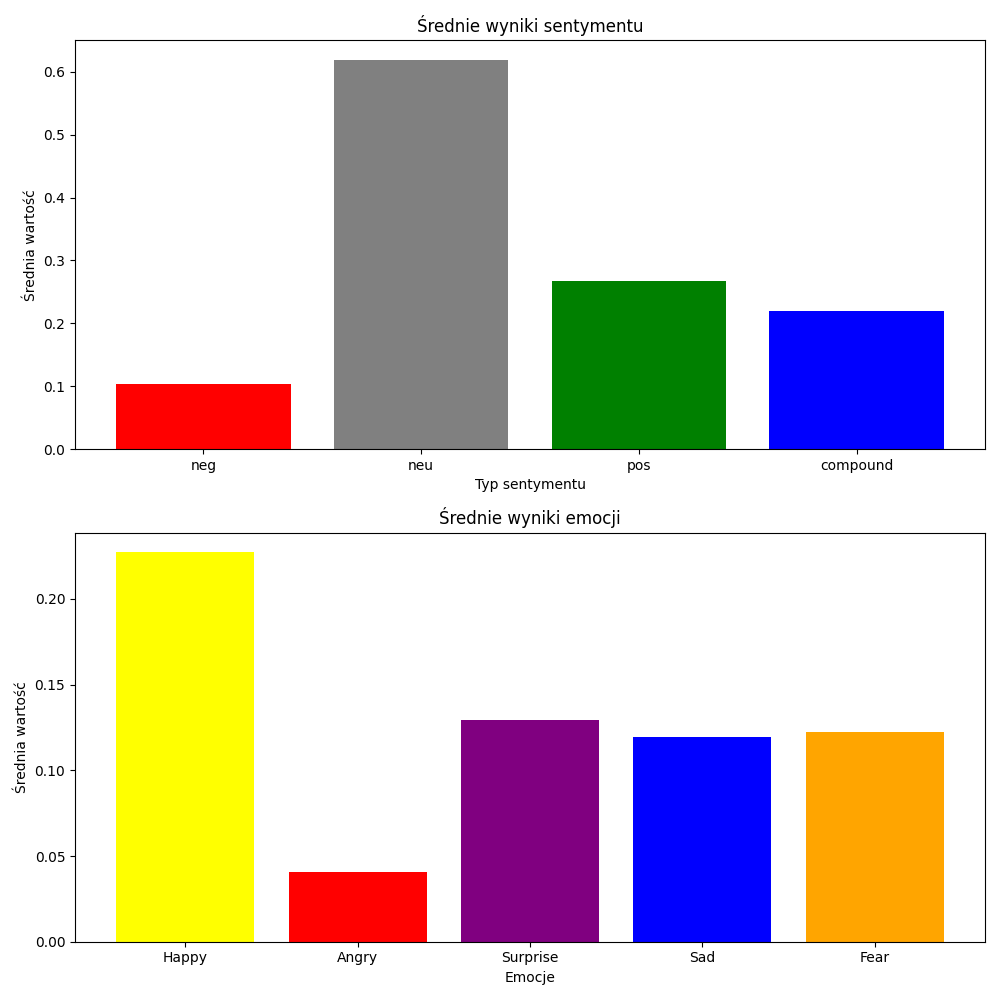 Średnie wyniki sentymentu
Średnia wartość
0.6
0.5
0.4
0.3
0.2
0.1
0.0
neg neu pos compound
Typ sentymentu
Średnie wyniki emocji
Średnia wartość
0.20
0.15
0.10
0.05
0.00
Happy Angry Surprise Sad Fear
Emocje